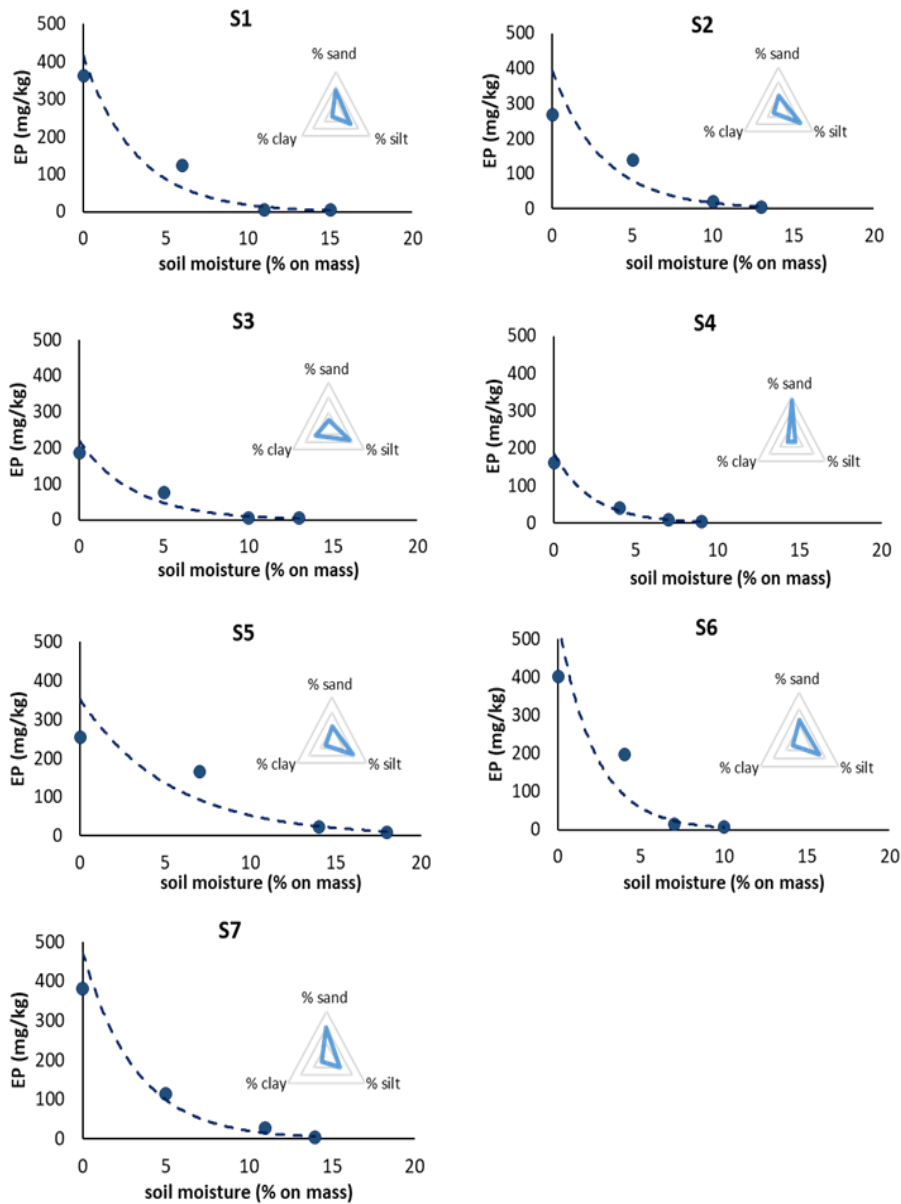 S1
500
400
300
200
100
0
EP (mg/kg)
0 5 10 15 20
soil moisture (% on mass)
% sand
% clay
% silt
S2
500
400
300
200
100
0
EP (mg/kg)
0 5 10 15 20
soil moisture (% on mass)
% sand
% clay
% silt
S3
500
400
300
200
100
0
EP (mg/kg)
0 5 10 15 20
soil moisture (% on mass)
% sand
% clay
% silt
S4
500
400
300
200
100
0
EP (mg/kg)
0 5 10 15 20
soil moisture (% on mass)
% sand
% clay
% silt
S5
500
400
300
200
100
0
EP (mg/kg)
0 5 10 15 20
soil moisture (% on mass)
% sand
% clay
% silt
S6
500
400
300
200
100
0
EP (mg/kg)
0 5 10 15 20
soil moisture (% on mass)
% sand
% clay
% silt
S7
500
400
300
200
100
0
EP (mg/kg)
0 5 10 15 20
soil moisture (% on mass)
% sand
% clay
% silt